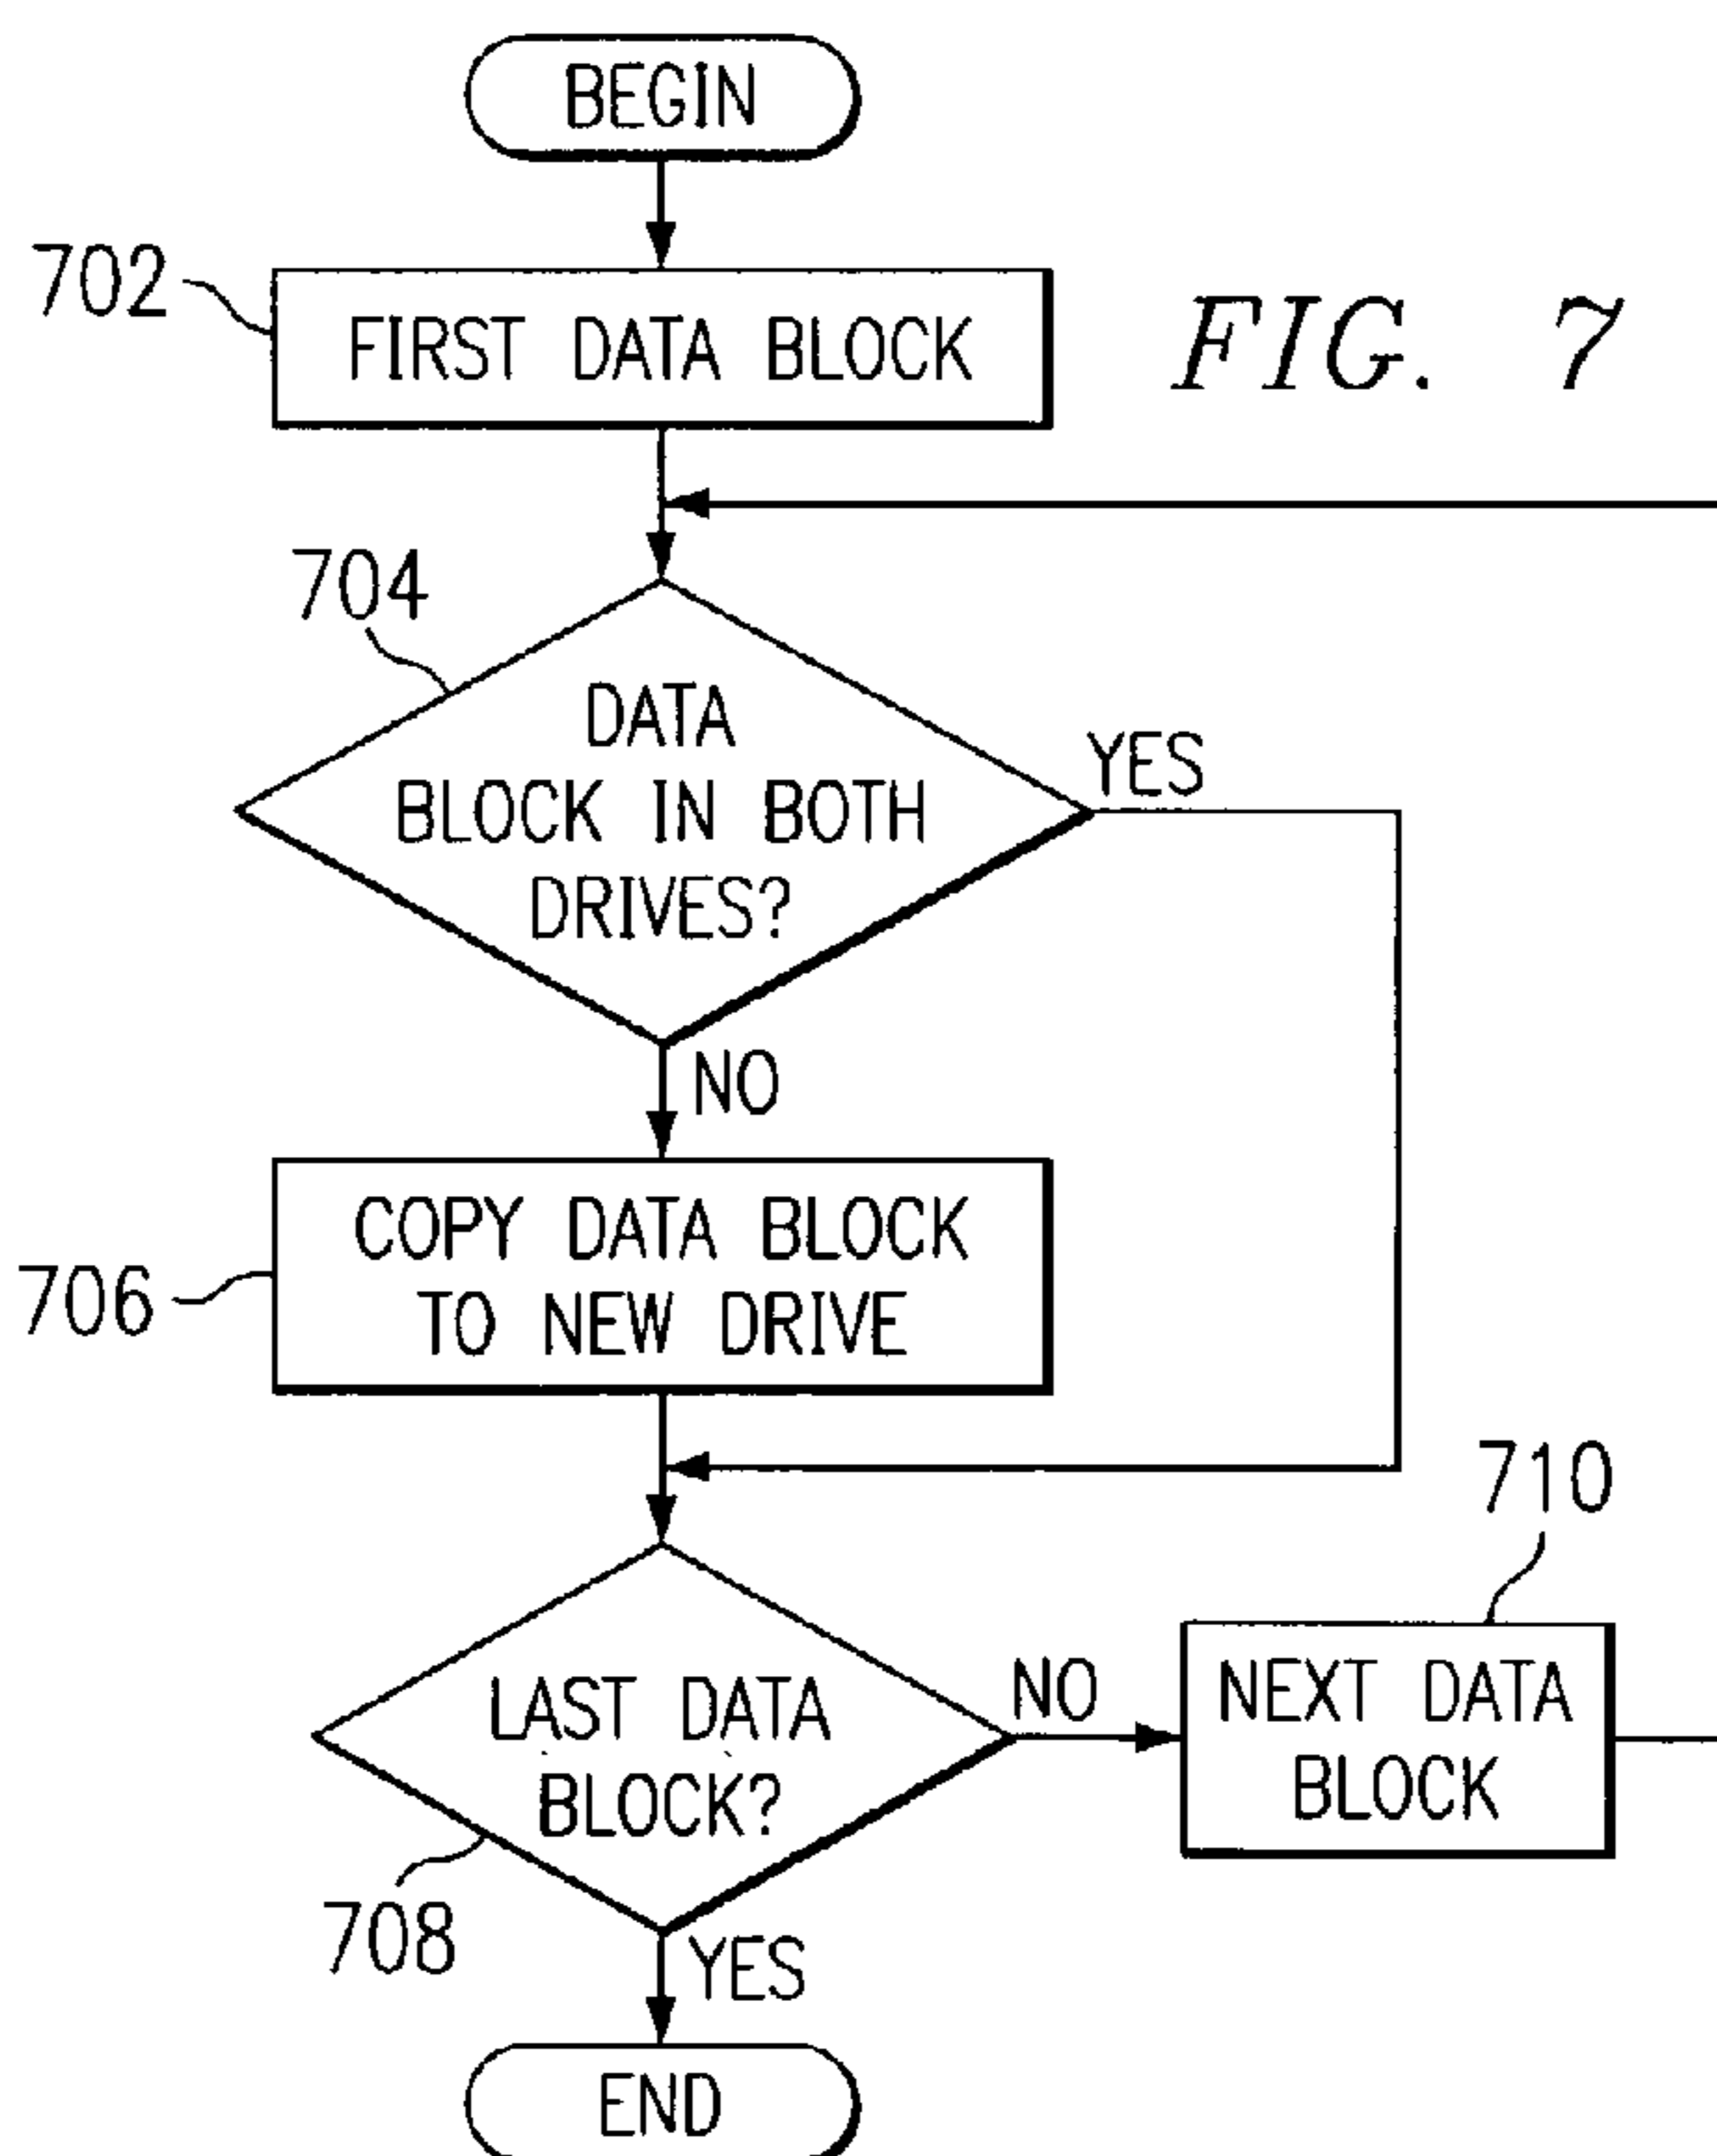 BEGIN
702
FIRST DATA BLOCK
FIG. 7
704
DATA
BLOCK IN BOTH
DRIVES?
YES
NO
COPY DATA BLOCK
TO NEW DRIVE
706
710
LAST DATA
BLOCK?
NO
NEXT DATA
BLOCK
708
YES
END